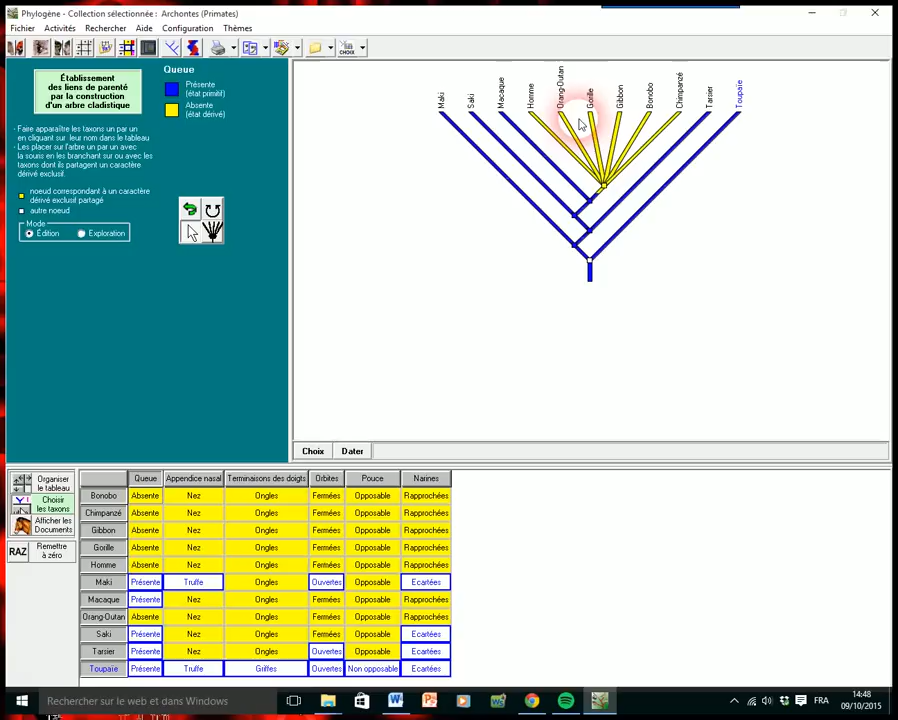 Phylogène - Collection sélectionnée : Archontes (Primates)
Fichier Activités Rechercher Aide Configuration Thèmes
CHOIX
Établissement
des liens de parenté
par la construction
d'un arbre cladistique
Queue
Présente
(état primitif)
Absente
(état dérivé)
- Faire apparaître les taxons un par un
en cliquant sur leur nom dans le tableau
- Les placer sur l'arbre un par un avec
la souris en les branchant sur ou avec les
taxons dont ils partagent un caractère
dérivé exclusif.
noeud correspondant à un caractère
dérivé exclusif partagé
autre noeud
Mode
Édition Exploration
Maki Saki Macaque Homme Orang-Outan Gorille Gibbon Bonobo Chimpanzé Tarsier Toupaïe
Choix Dater
Organiser
le tableau
Choisir
les taxons
Afficher les
Documents
RAZ Remettre
à zéro
Queue Appendice nasal Terminaisons des doigts Orbites Pouce Narines
Bonobo Absente Nez Ongles Fermées Opposable Rapprochées
Chimpanzé Absente Nez Ongles Fermées Opposable Rapprochées
Gibbon Absente Nez Ongles Fermées Opposable Rapprochées
Gorille Absente Nez Ongles Fermées Opposable Rapprochées
Homme Absente Nez Ongles Fermées Opposable Rapprochées
Maki Présente Truffe Ongles Ouvertes Opposable Ecartées
Macaque Présente Nez Ongles Fermées Opposable Rapprochées
Orang-Outan Absente Nez Ongles Fermées Opposable Rapprochées
Saki Présente Nez Ongles Fermées Opposable Ecartées
Tarsier Présente Nez Ongles Ouvertes Opposable Ecartées
Toupaïe Présente Truffe Griffes Ouvertes Non opposable Ecartées
Rechercher sur le web et dans Windows
FRA
14:48
09/10/2015